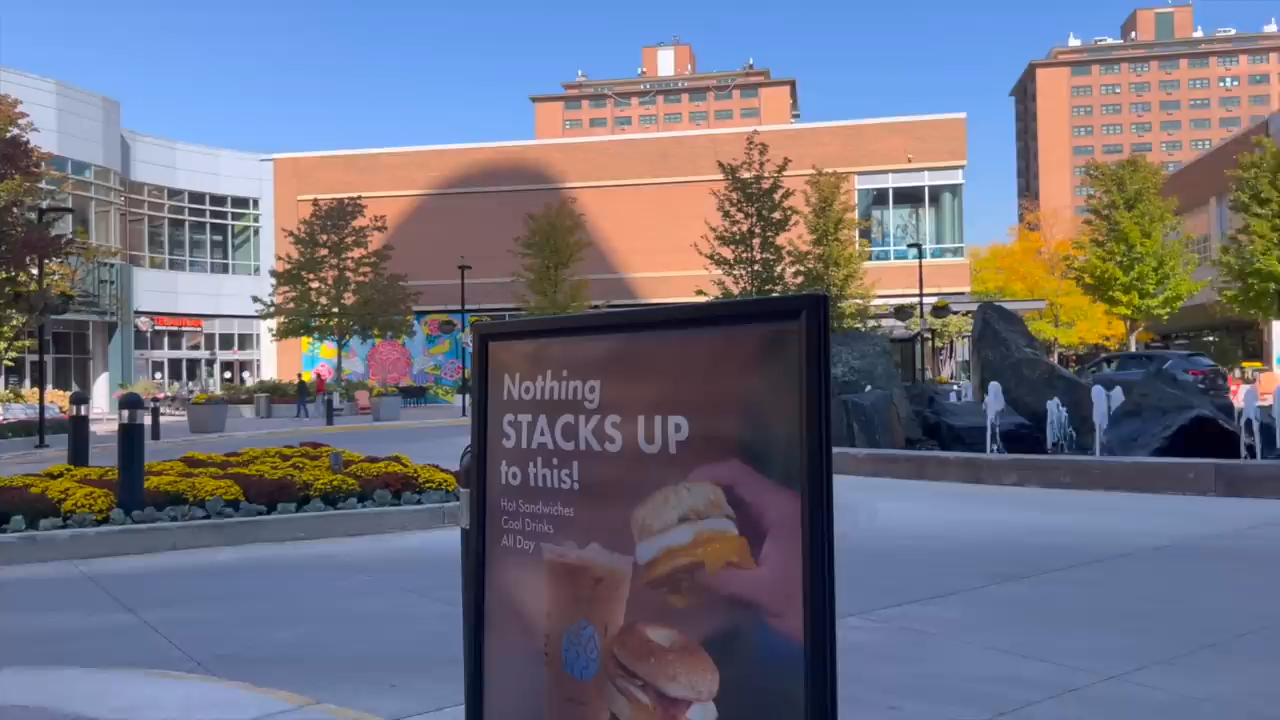 Nothing
STACKS UP
to this!
Hot Sandwiches
Cool Drinks
All Day